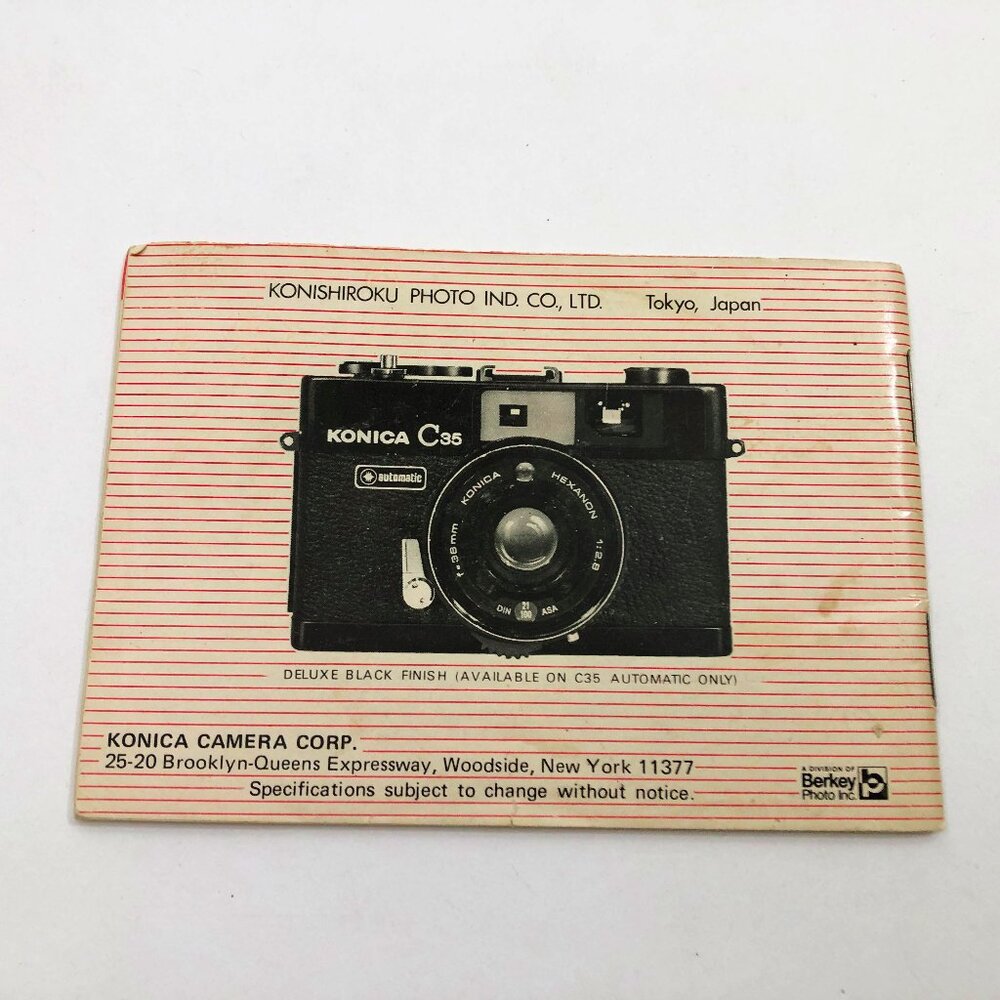 KONISHIROKU PHOTO IND. CO., LTD. Tokyo, Japan
KONICA C35
automatic
KONICA HEXANON 1:2.8 f=38mm
DIN 21 100 ASA
DELUXE BLACK FINISH (AVAILABLE ON C35 AUTOMATIC ONLY)
KONICA CAMERA CORP.
25-20 Brooklyn-Queens Expressway, Woodside, New York 11377
Specifications subject to change without notice.
A DIVISION OF
Berkey
Photo Inc.